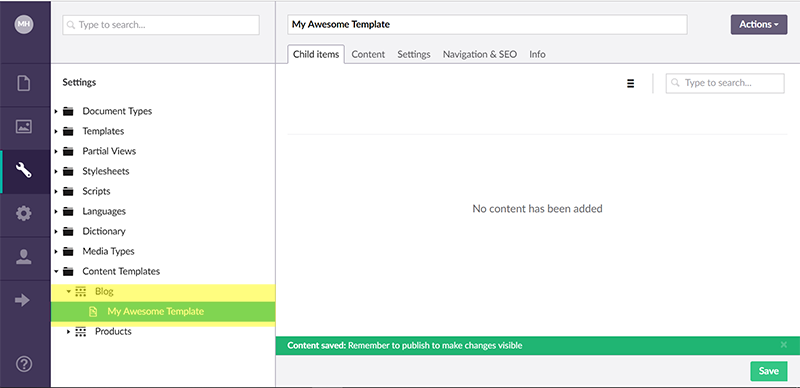 MH
Type to search...
My Awesome Template
Actions
Child items
Content
Settings
Navigation & SEO
Info
Type to search...
Settings
Document Types
Templates
Partial Views
Stylesheets
Scripts
Languages
Dictionary
Media Types
Content Templates
Blog
My Awesome Template
Products
No content has been added
Content saved: Remember to publish to make changes visible
Save